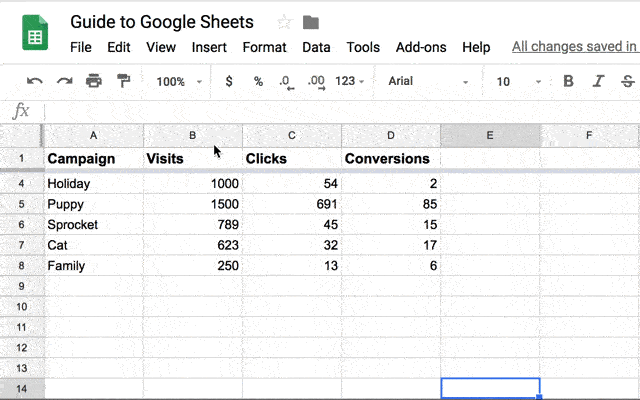 Guide to Google Sheets
File Edit View Insert Format Data Tools Add-ons Help All changes saved in
100% $ % .0 .00 123 Arial 10 B I S
fx
A B C D E F
1 Campaign Visits Clicks Conversions
4 Holiday 1000 54 2
5 Puppy 1500 691 85
6 Sprocket 789 45 15
7 Cat 623 32 17
8 Family 250 13 6
9
10
11
12
13
14